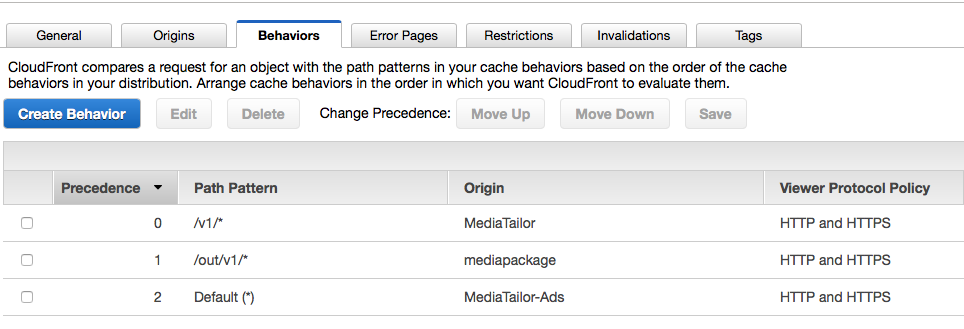 General Origins Behaviors Error Pages Restrictions Invalidations Tags
CloudFront compares a request for an object with the path patterns in your cache behaviors based on the order of the cache
behaviors in your distribution. Arrange cache behaviors in the order in which you want CloudFront to evaluate them.
Create Behavior Edit Delete Change Precedence: Move Up Move Down Save
Precedence Path Pattern Origin Viewer Protocol Policy
0 /v1/* MediaTailor HTTP and HTTPS
1 /out/v1/* mediapackage HTTP and HTTPS
2 Default (*) MediaTailor-Ads HTTP and HTTPS